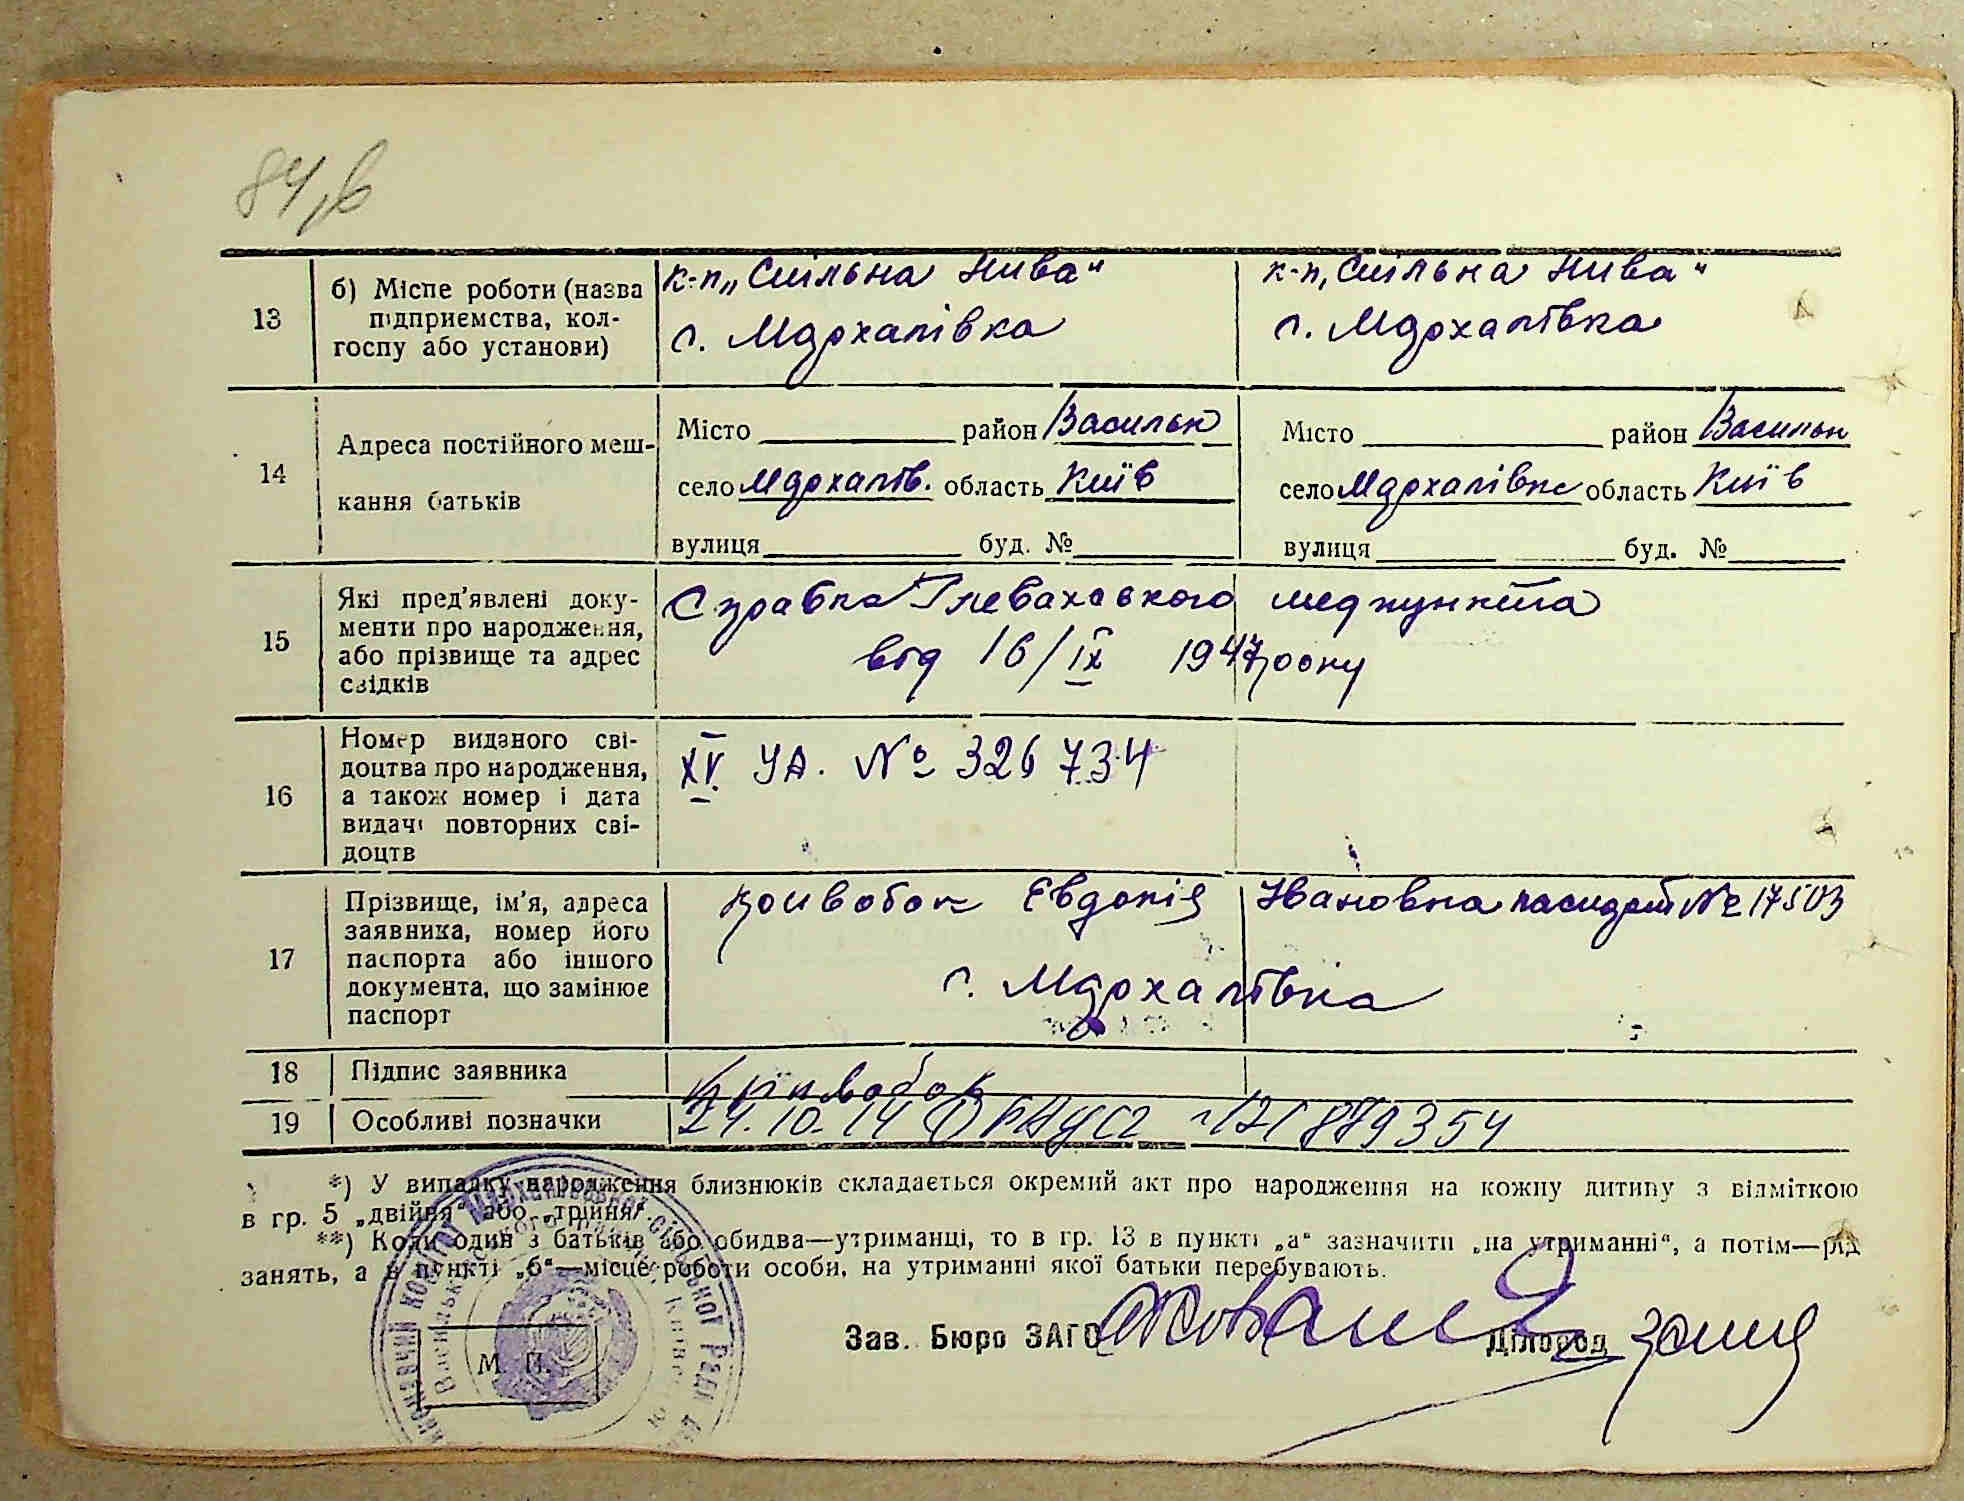 84,в
13
б) Місце роботи (назва
підприємства, кол-
госпу або установи)
к-п „Спільна Нива“
с. Мархалівка
к-п „Спільна Нива“
с. Мархалівка
14
Адреса постійного меш-
кання батьків
Місто район Васильк
село Мархалів. область Київ
вулиця буд. №
Місто район Васильк
село Мархалівка область Київ
вулиця буд. №
15
Які пред'явлені доку-
менти про народження,
або прізвище та адрес
свідків
Справка Глеваховского медпункта
від 16/IX 1947 року
16
Номер виданого сві-
доцтва про народження,
а також номер і дата
видачі повторних сві-
доцтв
XV УА. № 326734
17
Прізвище, ім'я, адреса
заявника, номер його
паспорта або іншого
документа, що замінює
паспорт
Кривобок Евдокія Івановна паспорт № 17503
с. Мархалівка
18
Підпис заявника
Крівобок
19
Особливі позначки
24.10.14 879354
*) У випадку народження близнюків складається окремий акт про народження на кожну дитину з відміткою
в гр. 5 „двійня“ або „трійня“.
**) Коли один з батьків або обидва—утриманці, то в гр. 13 в пункті „а“ зазначити „на утриманні“, а потім—рід
занять, а в пункті „б“—місце роботи особи, на утриманні якої батьки перебувають.
Зав. Бюро ЗАГС
Діловод
М. П.